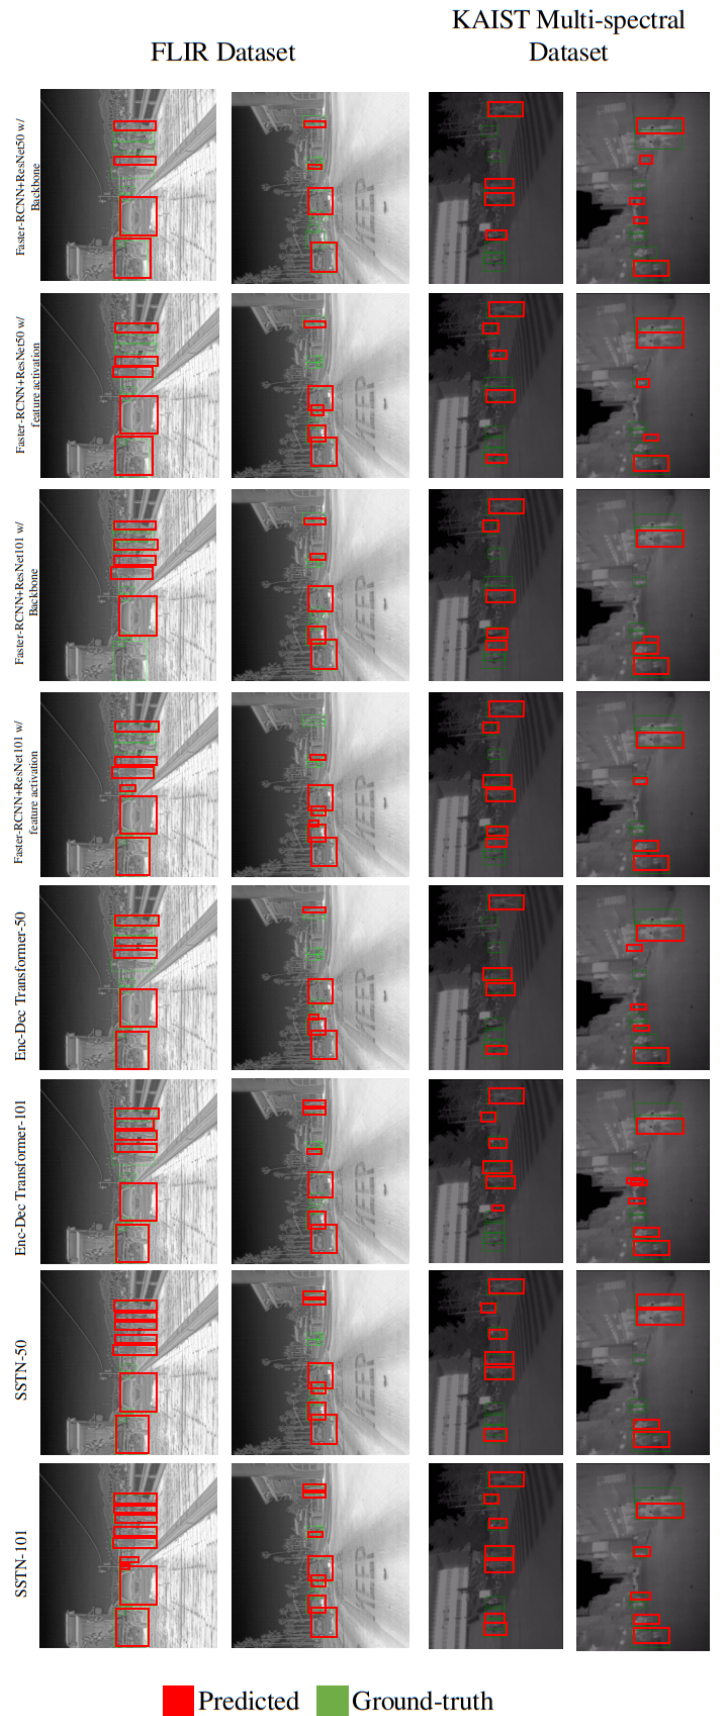 KAIST Multi-spectral
FLIR Dataset
Dataset
Faster-RCNN+ResNet50 w/
Backbone
Faster-RCNN+ResNet50 w/
feature activation
Faster-RCNN+ResNet101 w/
Backbone
Faster-RCNN+ResNet101 w/
feature activation
Enc-Dec Transformer-50
Enc-Dec Transformer-101
SSTN-50
SSTN-101
Predicted
Ground-truth